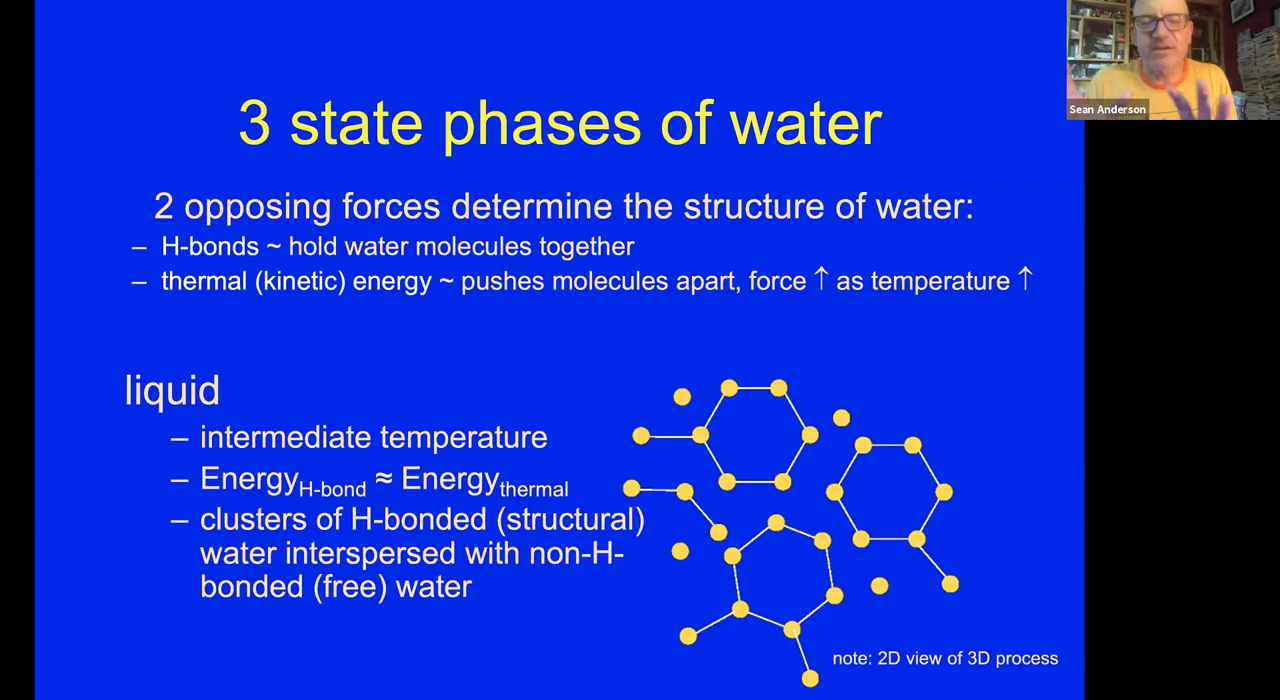 3 state phases of water
Sean Anderson
2 opposing forces determine the structure of water:
– H-bonds ~ hold water molecules together
– thermal (kinetic) energy ~ pushes molecules apart, force ↑ as temperature ↑
liquid
– intermediate temperature
– EnergyH-bond ≈ Energythermal
– clusters of H-bonded (structural)
water interspersed with non-H-
bonded (free) water
note: 2D view of 3D process